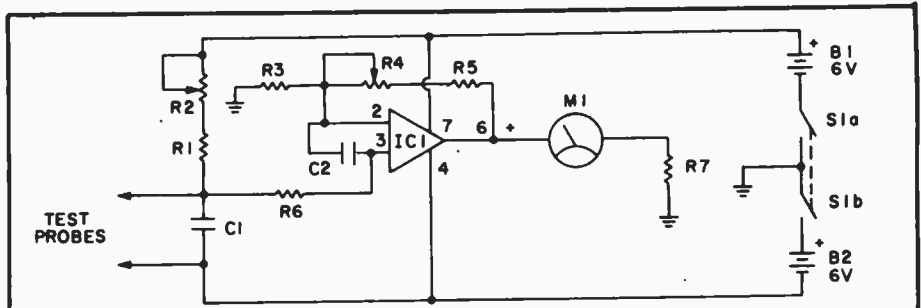 R2
R1
R3
R4
R5
2
3
IC1
7
6
4
+
C2
R6
C1
TEST
PROBES
M1
R7
+
B1
6V
S1a
S1b
+
B2
6V